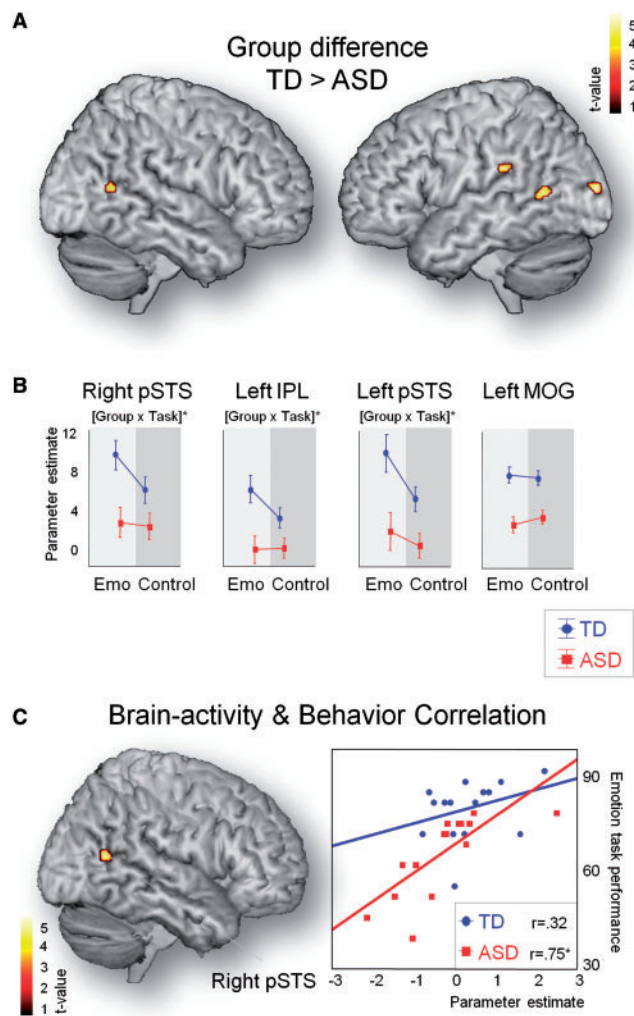 A
Group difference
TD > ASD
5
4
3
2
1
t-value
B
Right pSTS
[Group x Task]*
Left IPL
[Group x Task]*
Left pSTS
[Group x Task]*
Left MOG
Parameter estimate
12
8
4
0
Emo Control
Emo Control
Emo Control
Emo Control
TD
ASD
C
Brain-activity & Behavior Correlation
5
4
3
2
1
t-value
Right pSTS
90
60
30
Emotion task performance
TD r=.32
ASD r=.75*
-3 -2 -1 0 1 2 3
Parameter estimate